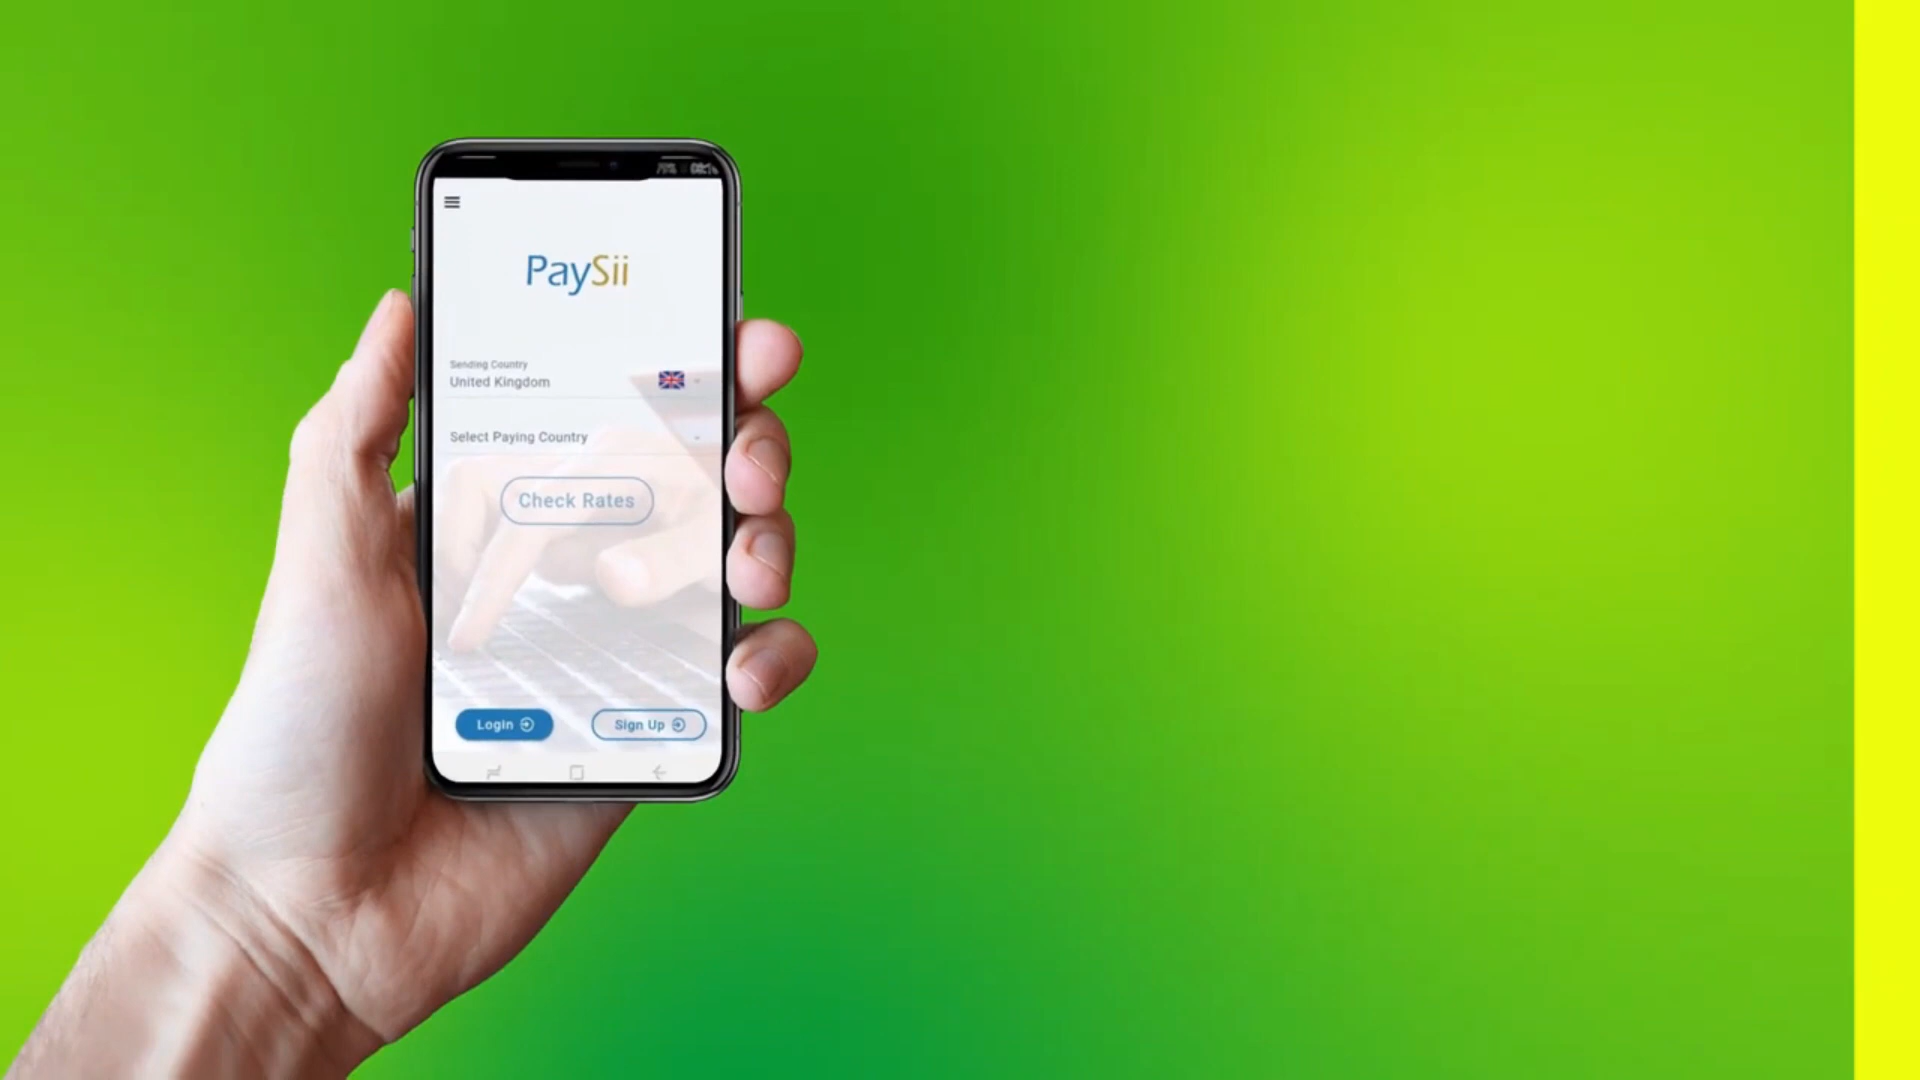 PaySii
Sending Country
United Kingdom
Select Paying Country
Check Rates
Login
Sign Up